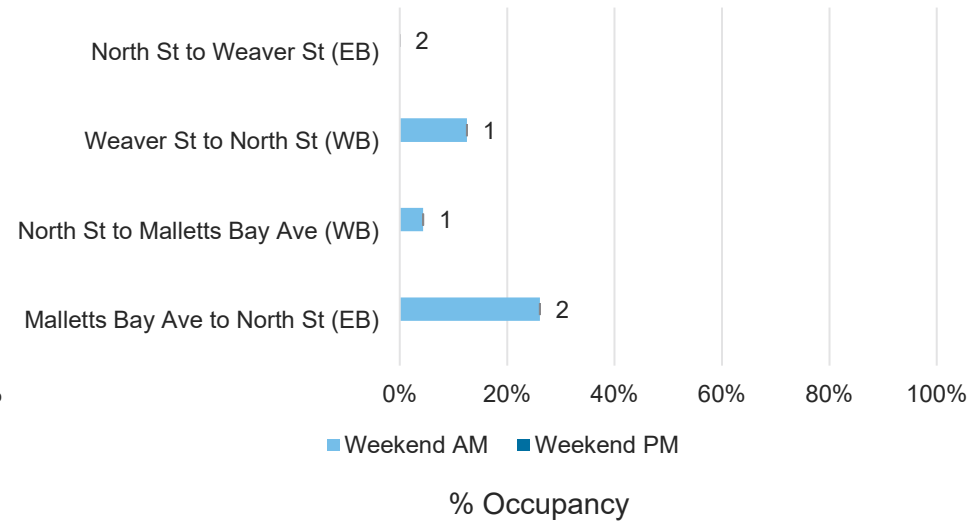 North St to Weaver St (EB) 2
Weaver St to North St (WB) 1
North St to Malletts Bay Ave (WB) 1
Malletts Bay Ave to North St (EB) 2
0% 20% 40% 60% 80% 100%
Weekend AM Weekend PM
% Occupancy